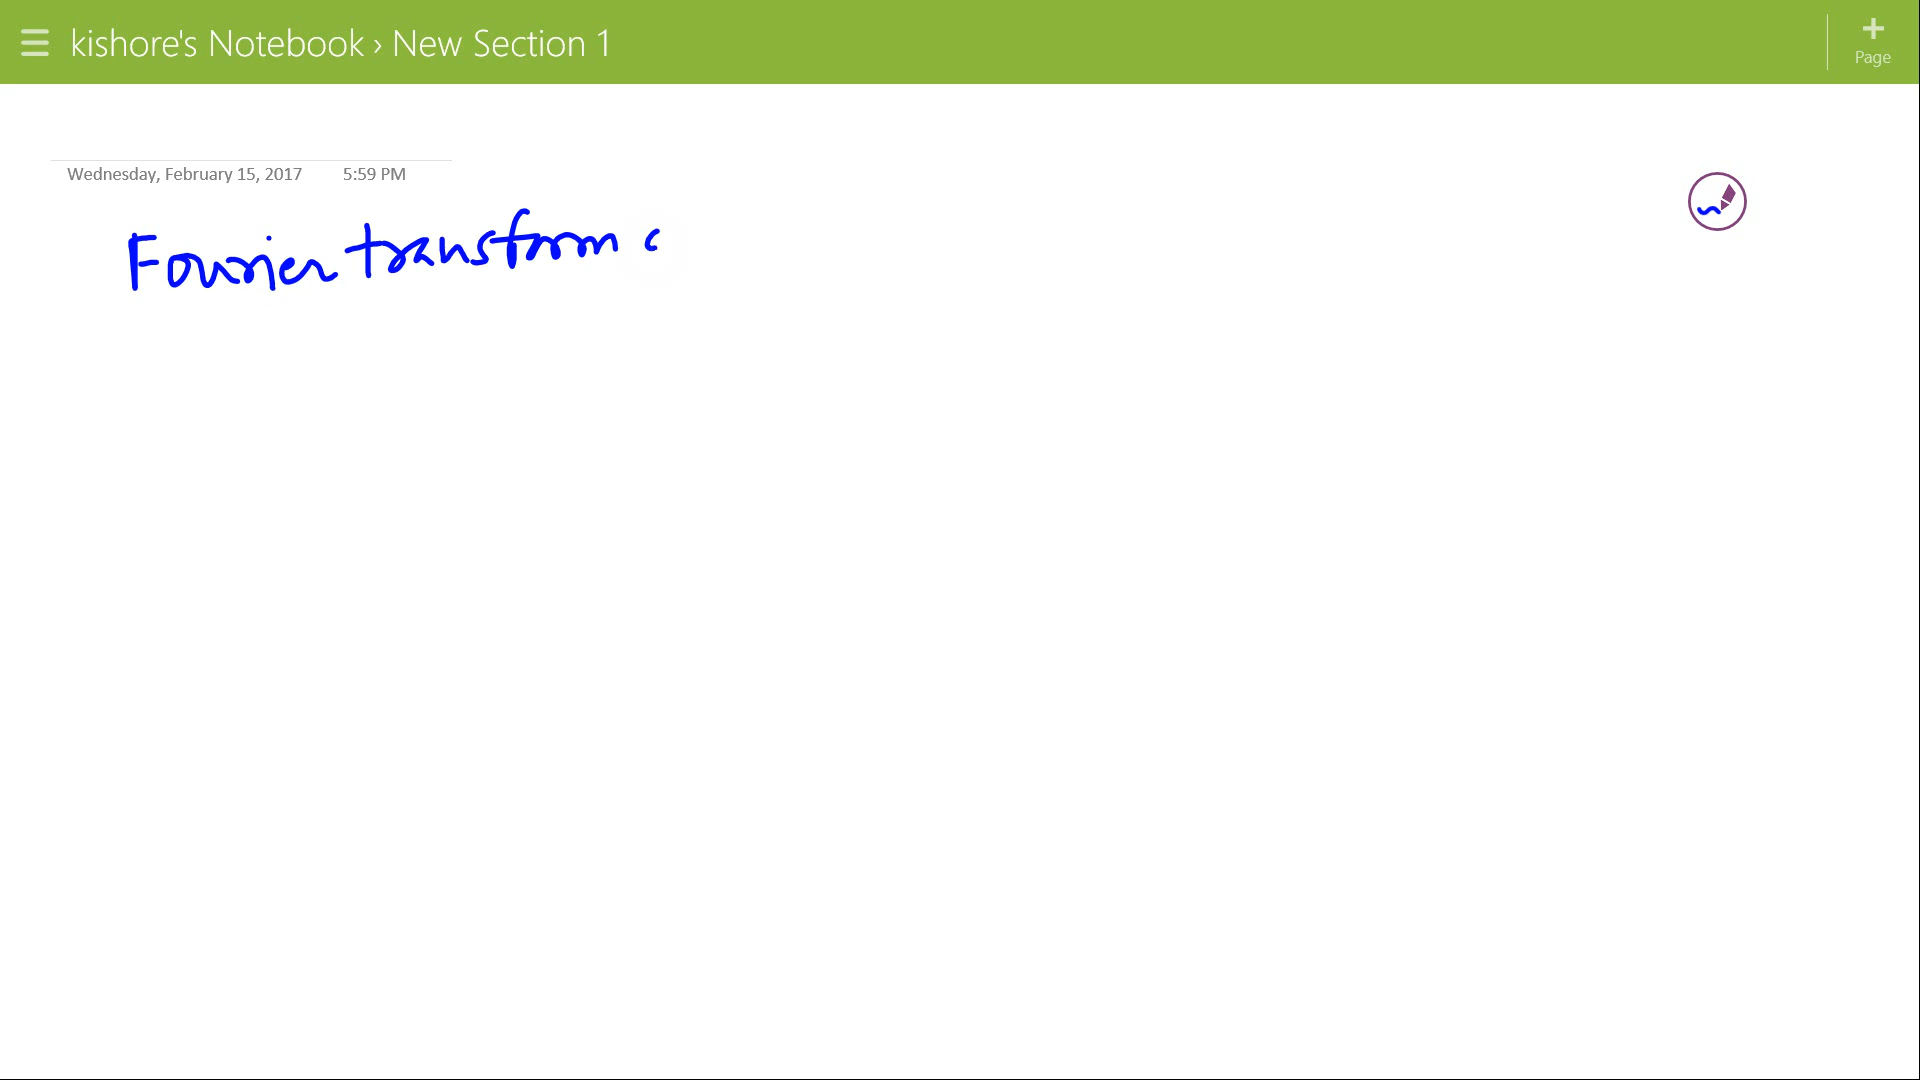 kishore's Notebook › New Section 1
Page
Wednesday, February 15, 2017 5:59 PM
Fourier transform